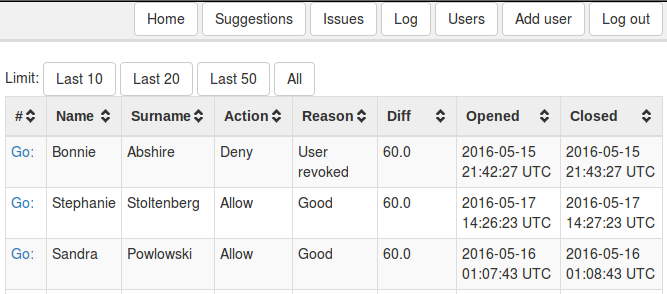 Home Suggestions Issues Log Users Add user Log out
Limit: Last 10 Last 20 Last 50 All
# Name Surname Action Reason Diff Opened Closed
Go: Bonnie Abshire Deny User revoked 60.0 2016-05-15 21:42:27 UTC 2016-05-15 21:43:27 UTC
Go: Stephanie Stoltenberg Allow Good 60.0 2016-05-17 14:26:23 UTC 2016-05-17 14:27:23 UTC
Go: Sandra Powlowski Allow Good 60.0 2016-05-16 01:07:43 UTC 2016-05-16 01:08:43 UTC